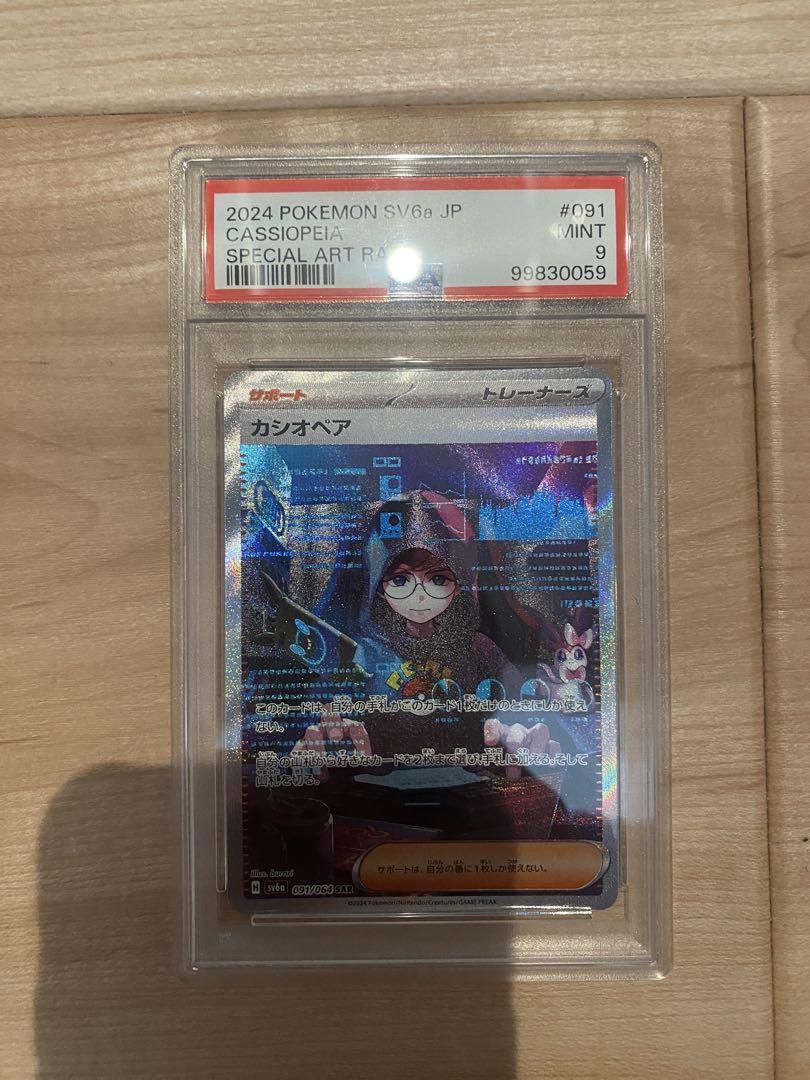 2024 POKEMON SV6a JP #091
CASSIOPEIA MINT
SPECIAL ART RA 9
99830059
サポート トレーナーズ
カシオペア
このカードは、自分の手札がこのカード1枚だけのときにしか使え
ない。
自分の山札から好きなカードを2枚まで選び、手札に加える。そして
山札を切る。
サポートは、自分の番に1枚しか使えない。
Illus. burari
H sv6a 091/064 SAR
©2024 Pokémon/Nintendo/Creatures/GAME FREAK.